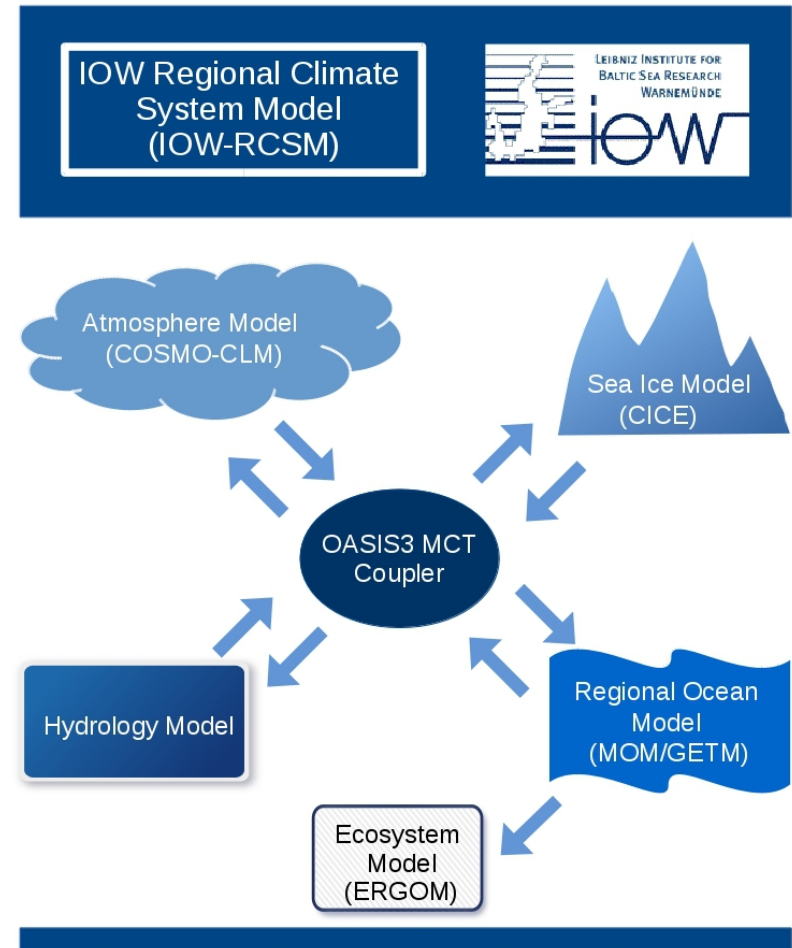 IOW Regional Climate
System Model
(IOW-RCSM)
LEIBNIZ INSTITUTE FOR
BALTIC SEA RESEARCH
WARNEMÜNDE
iow
Atmosphere Model
(COSMO-CLM)
Sea Ice Model
(CICE)
OASIS3 MCT
Coupler
Hydrology Model
Regional Ocean
Model
(MOM/GETM)
Ecosystem
Model
(ERGOM)